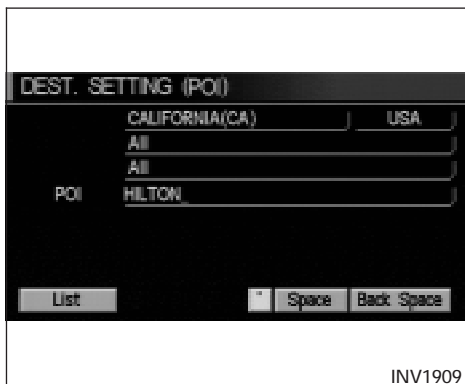 DEST. SETTING (POI)
CALIFORNIA(CA) USA
All
All
POI HILTON_
List " Space Back Space
INV1909